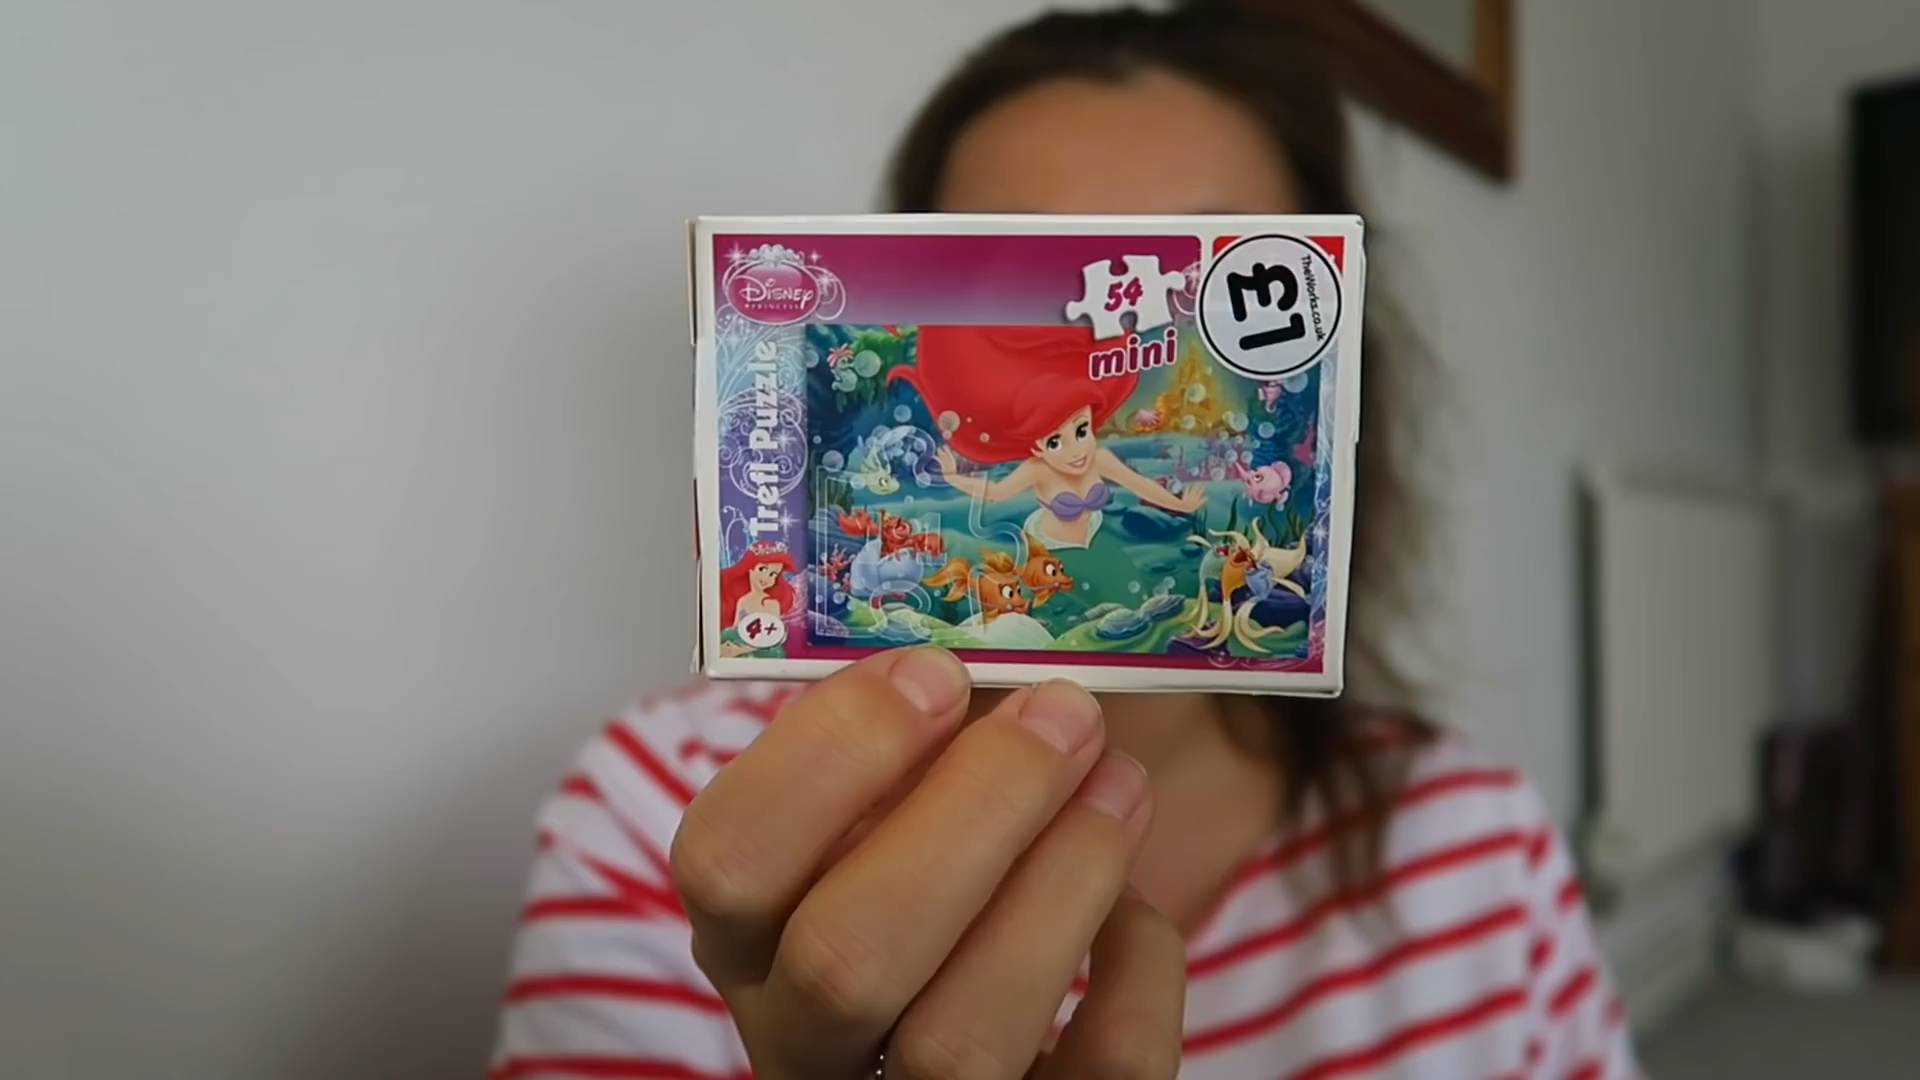 Disney
PRINCESS
54
mini
£1
TheWorks.co.uk
Trefl Puzzle
4+